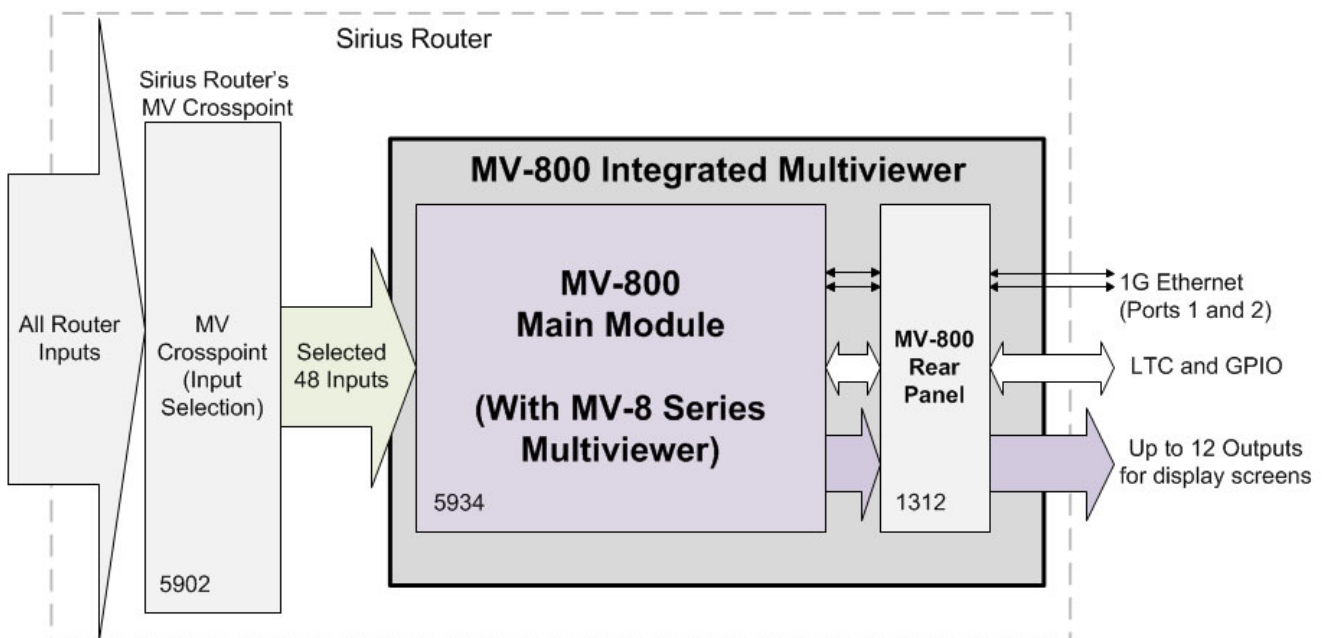 Sirius Router
Sirius Router's
MV Crosspoint
MV-800 Integrated Multiviewer
All Router
Inputs
MV
Crosspoint
(Input
Selection)
5902
Selected
48 Inputs
MV-800
Main Module
(With MV-8 Series
Multiviewer)
5934
MV-800
Rear
Panel
1312
1G Ethernet
(Ports 1 and 2)
LTC and GPIO
Up to 12 Outputs
for display screens